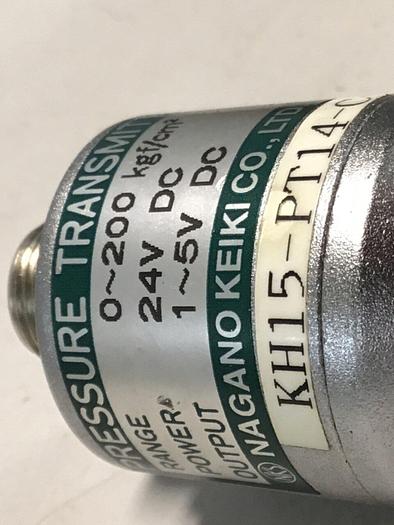 PRESSURE TRANSMIT
RANGE 0~200 kgf/cm²
POWER 24V DC
OUTPUT 1~5V DC
NAGANO KEIKI CO., LTD
KH15-PT14-